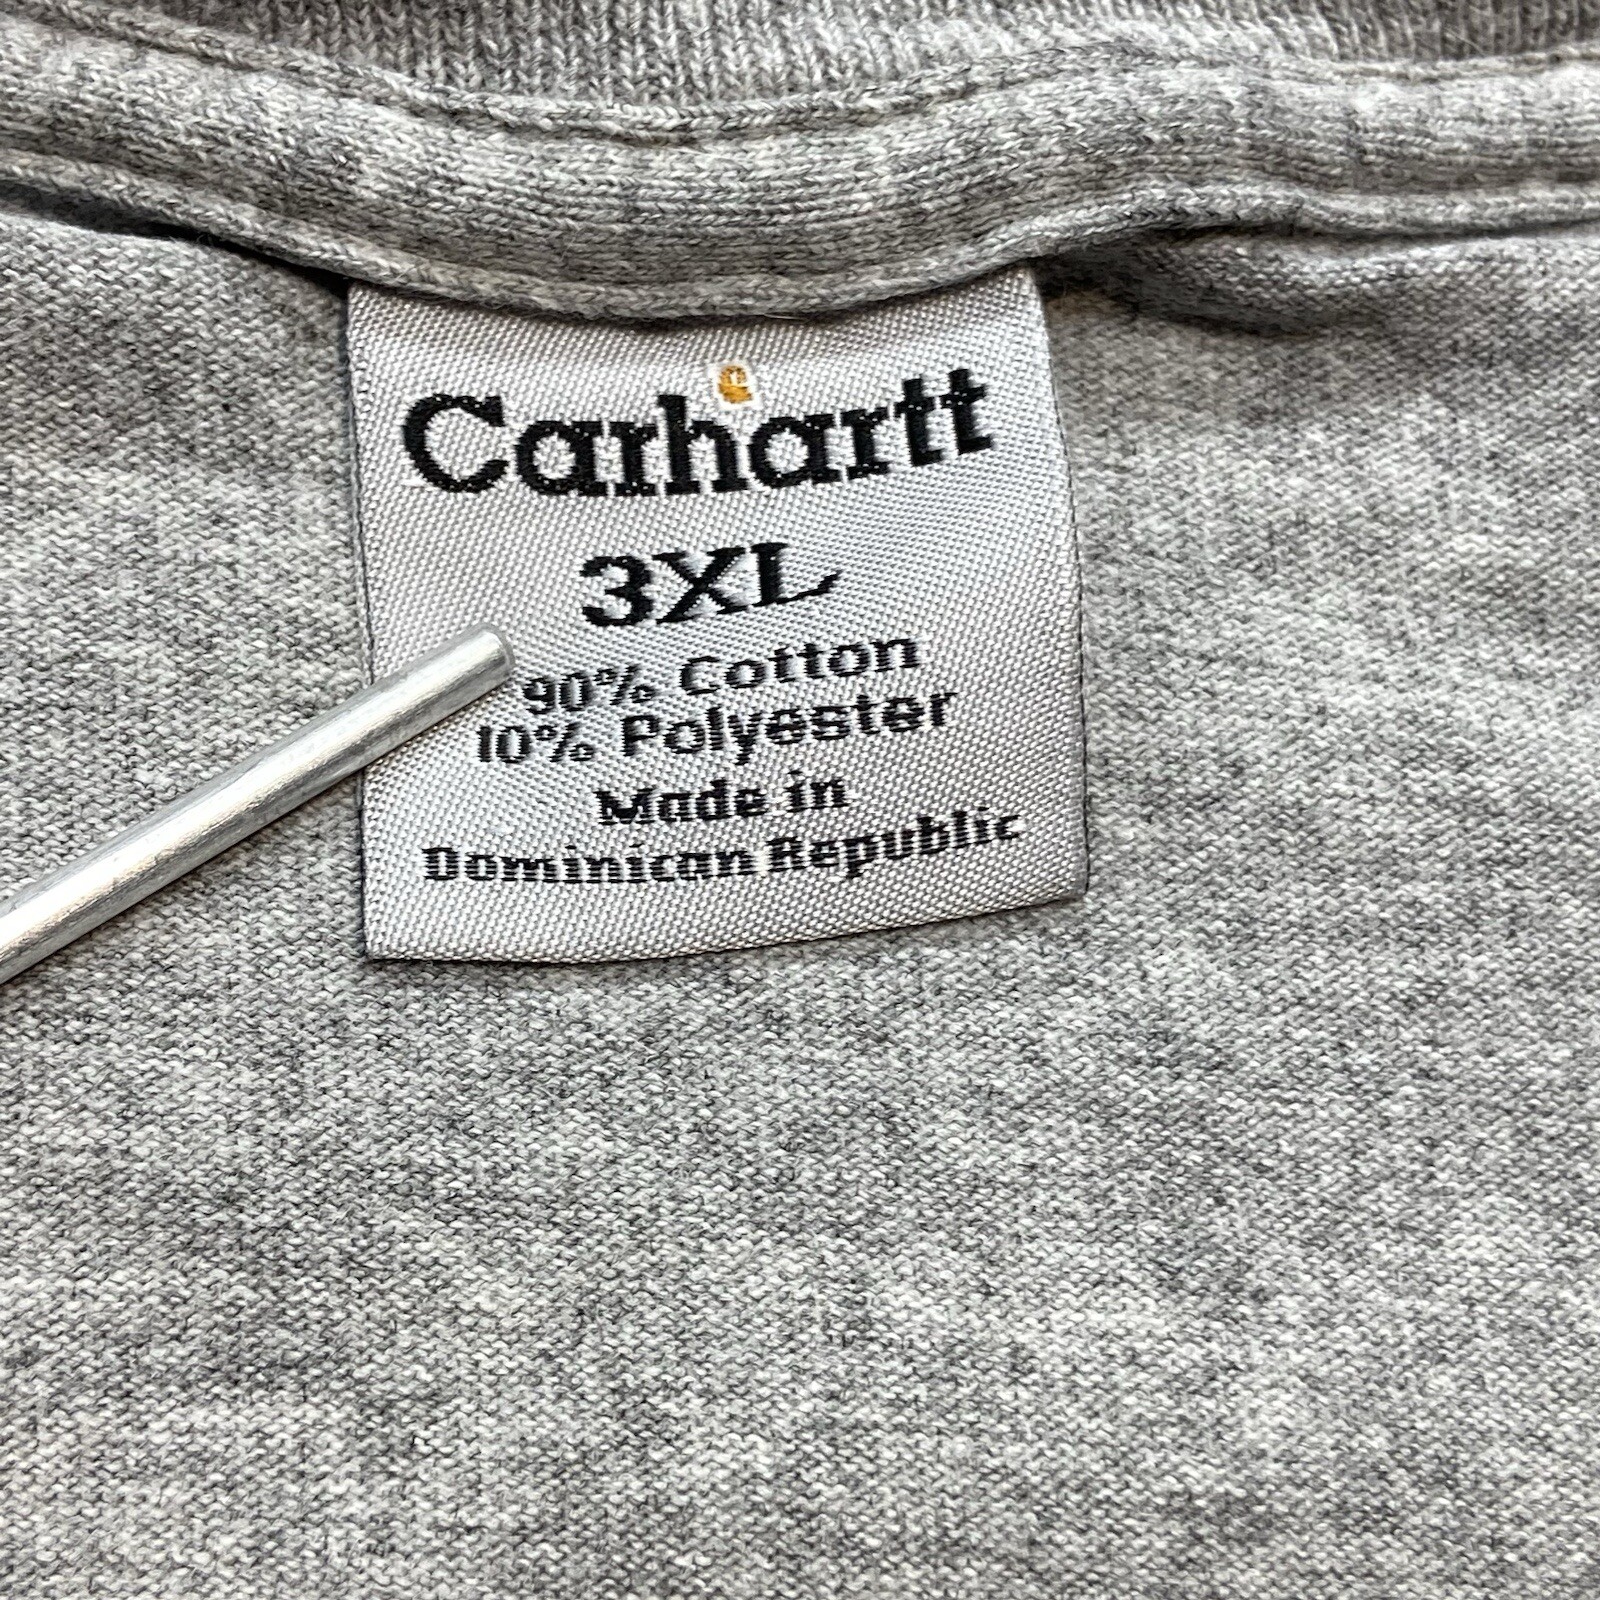 Carhartt
3XL
90% Cotton
10% Polyester
Made in
Dominican Republic